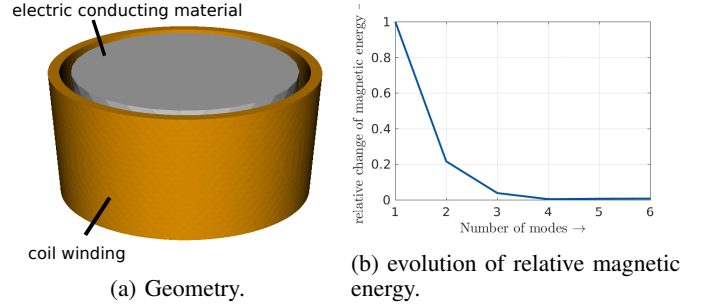 electric conducting material
coil winding
(a) Geometry.
relative change of magnetic energy –
1
0.8
0.6
0.4
0.2
0
1 2 3 4 5 6
Number of modes →
(b) evolution of relative magnetic
energy.